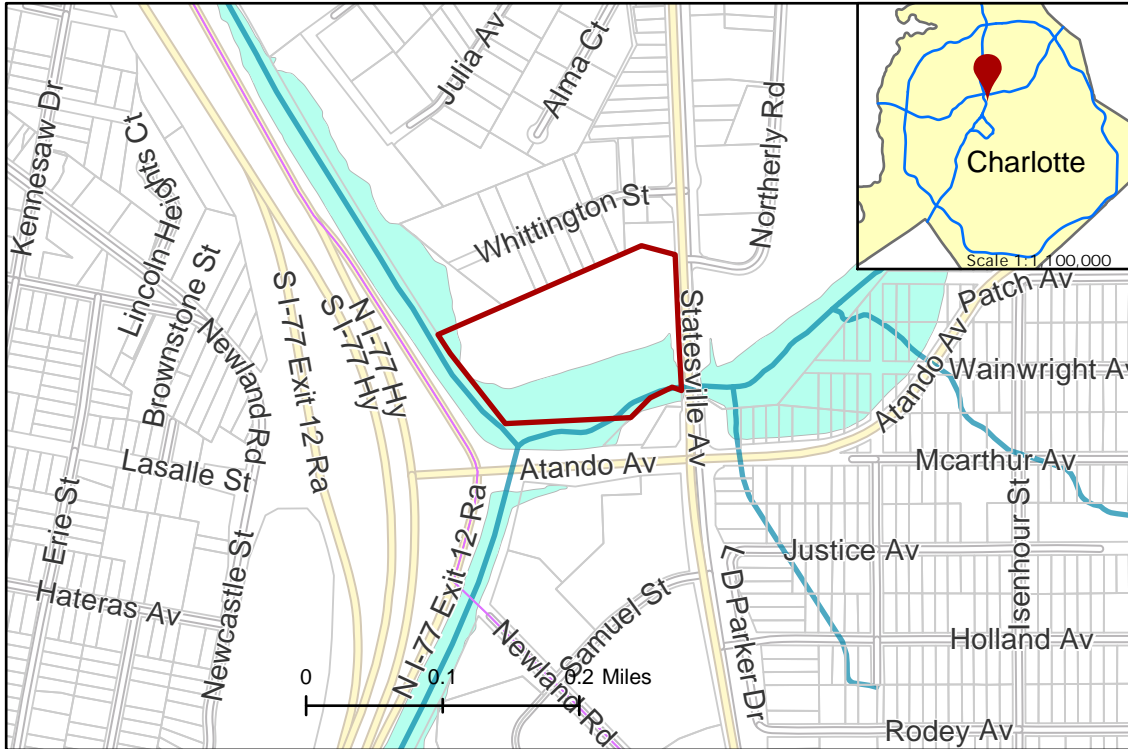 Julia Av
Alma Ct
Northerly Rd
Charlotte
Scale 1:1,100,000
Kennesaw Dr
Lincoln Heights Ct
Brownstone St
Whittington St
Patch Av
Newland Rd
S I-77 Exit 12 Ra
S I-77 Hy
N I-77 Hy
Statesville Av
Wainwright Av
Atando Av
Lasalle St
Atando Av
Mcarthur Av
Erie St
Newcastle St
N I-77 Exit 12 Ra
Justice Av
Isenhour St
Hateras Av
Samuel St
Newland Rd
L D Parker Dr
Holland Av
0
0.1
0.2 Miles
Rodey Av